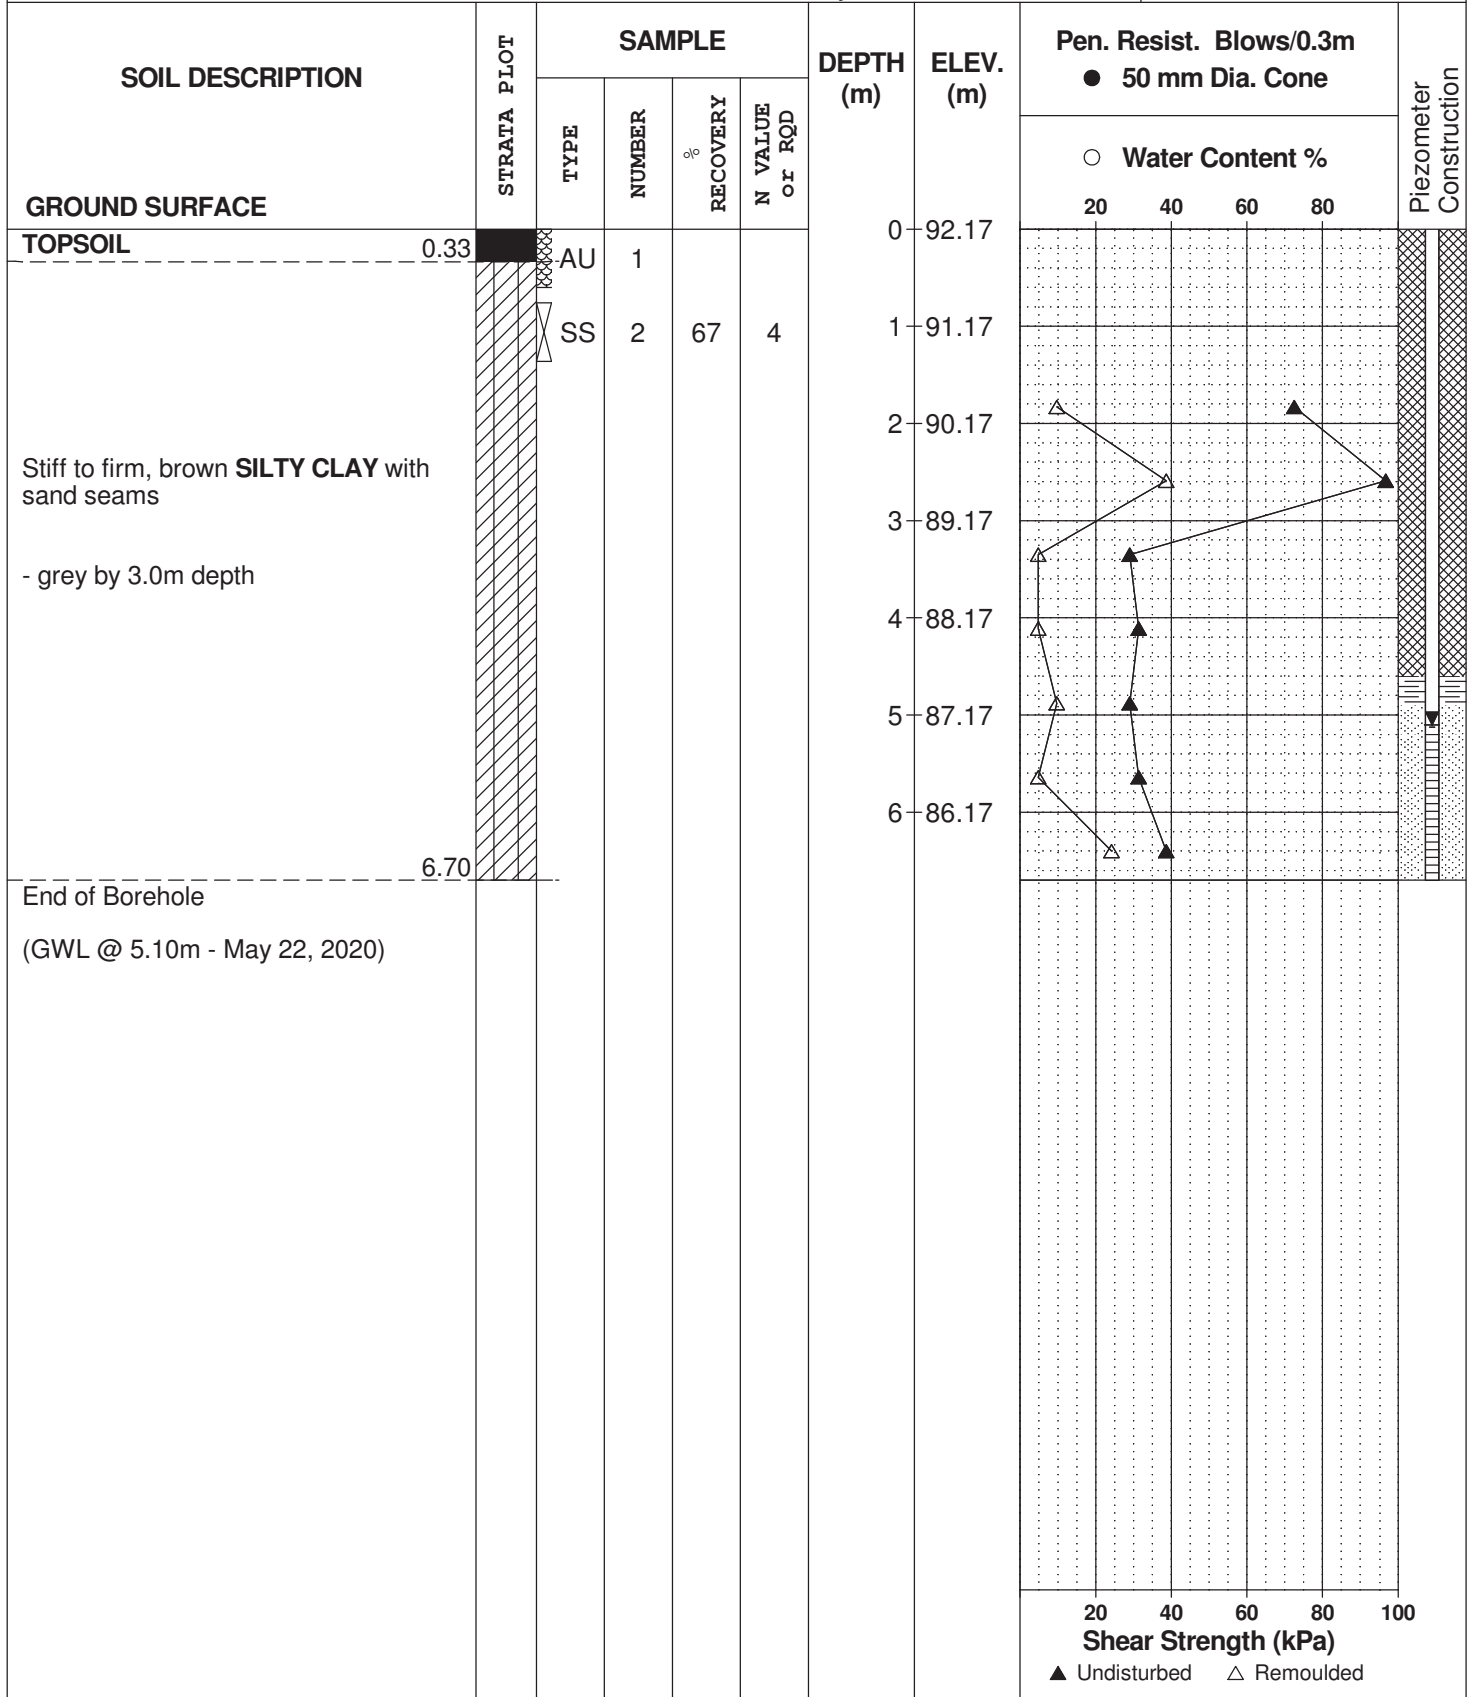 SOIL DESCRIPTION
GROUND SURFACE
STRATA PLOT
SAMPLE
TYPE
NUMBER
%
RECOVERY
N VALUE
or RQD
DEPTH
(m)
ELEV.
(m)
Pen. Resist. Blows/0.3m
● 50 mm Dia. Cone
○ Water Content %
20 40 60 80
Piezometer
Construction
TOPSOIL 0.33
AU 1
SS 2 67 4
0 92.17
1 91.17
2 90.17
3 89.17
4 88.17
5 87.17
6 86.17
Stiff to firm, brown SILTY CLAY with
sand seams
- grey by 3.0m depth
6.70
End of Borehole
(GWL @ 5.10m - May 22, 2020)
20 40 60 80 100
Shear Strength (kPa)
▲ Undisturbed △ Remoulded